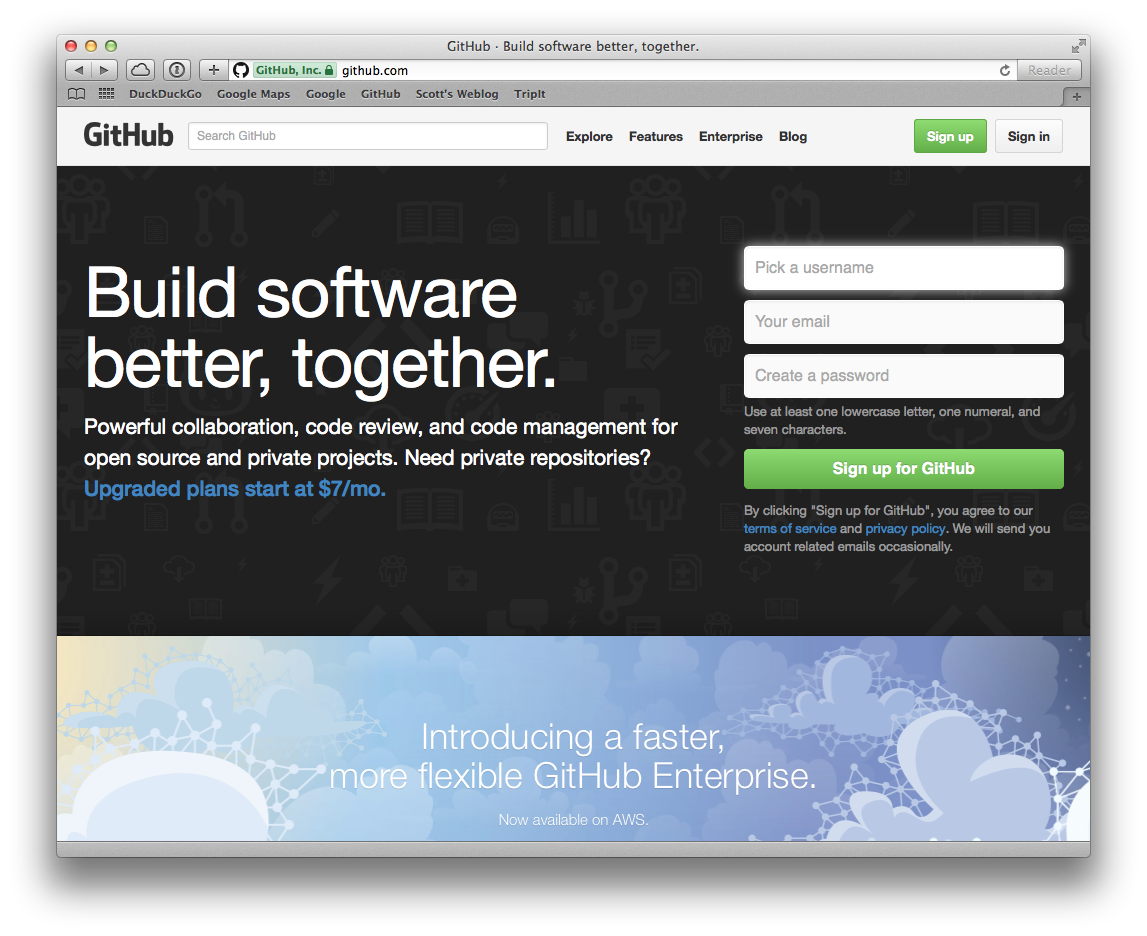 GitHub · Build software better, together.
GitHub, Inc. github.com Reader
DuckDuckGo Google Maps Google GitHub Scott's Weblog TripIt
GitHub Search GitHub Explore Features Enterprise Blog Sign up Sign in
Build software
better, together.
Powerful collaboration, code review, and code management for
open source and private projects. Need private repositories?
Upgraded plans start at $7/mo.
Pick a username
Your email
Create a password
Use at least one lowercase letter, one numeral, and
seven characters.
Sign up for GitHub
By clicking "Sign up for GitHub", you agree to our
terms of service and privacy policy. We will send you
account related emails occasionally.
Introducing a faster,
more flexible GitHub Enterprise.
Now available on AWS.